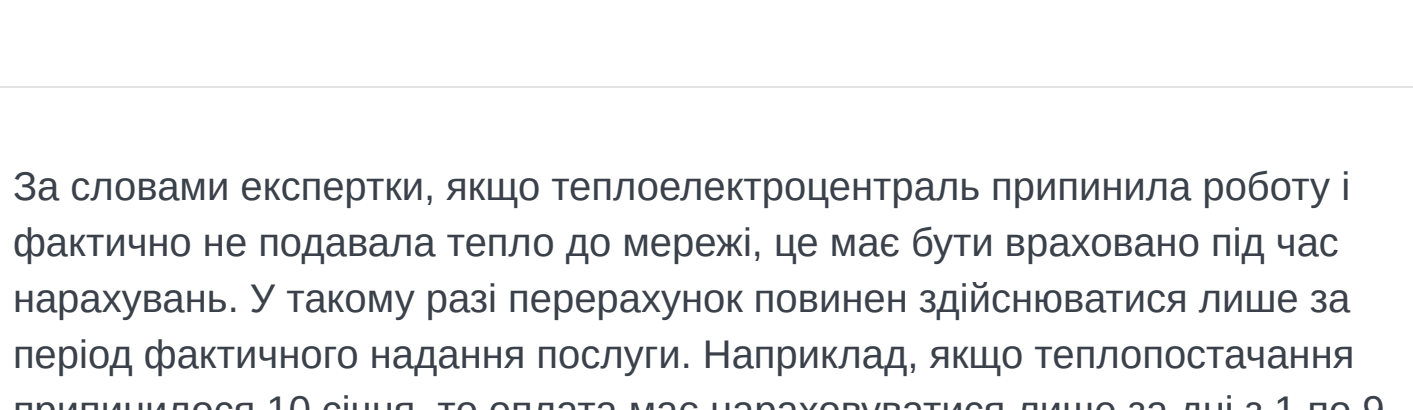 За словами експертки, якщо теплоелектроцентраль припинила роботу і
фактично не подавала тепло до мережі, це має бути враховано під час
нарахувань. У такому разі перерахунок повинен здійснюватися лише за
період фактичного надання послуги. Наприклад, якщо теплопостачання
припинилося 10 січня, то оплата має нараховуватися лише за дні з 1 по 9